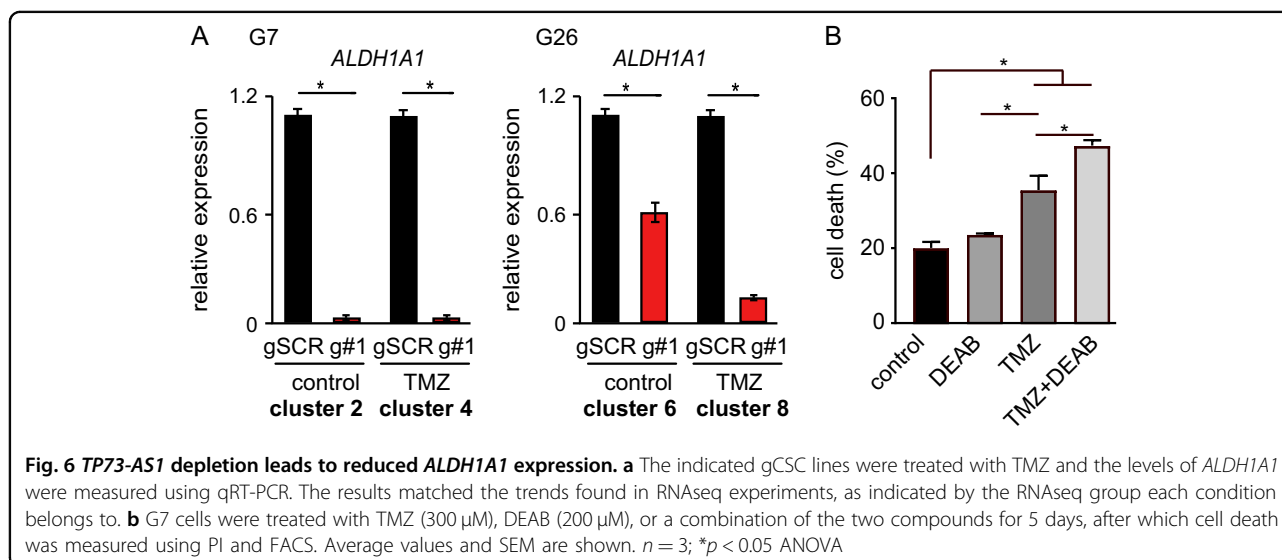 A G7 G26 B
ALDH1A1 ALDH1A1
* * * * * * *
1.2 1.2 60
0.6 0.6 40
20
0 0 0
relative expression relative expression cell death (%)
gSCR g#1 gSCR g#1 gSCR g#1 gSCR g#1
control TMZ control TMZ
cluster 2 cluster 4 cluster 6 cluster 8
control DEAB TMZ TMZ+DEAB
Fig. 6 TP73-AS1 depletion leads to reduced ALDH1A1 expression. a The indicated gCSC lines were treated with TMZ and the levels of ALDH1A1
were measured using qRT-PCR. The results matched the trends found in RNAseq experiments, as indicated by the RNAseq group each condition
belongs to. b G7 cells were treated with TMZ (300 µM), DEAB (200 µM), or a combination of the two compounds for 5 days, after which cell death
was measured using PI and FACS. Average values and SEM are shown. n = 3; *p < 0.05 ANOVA